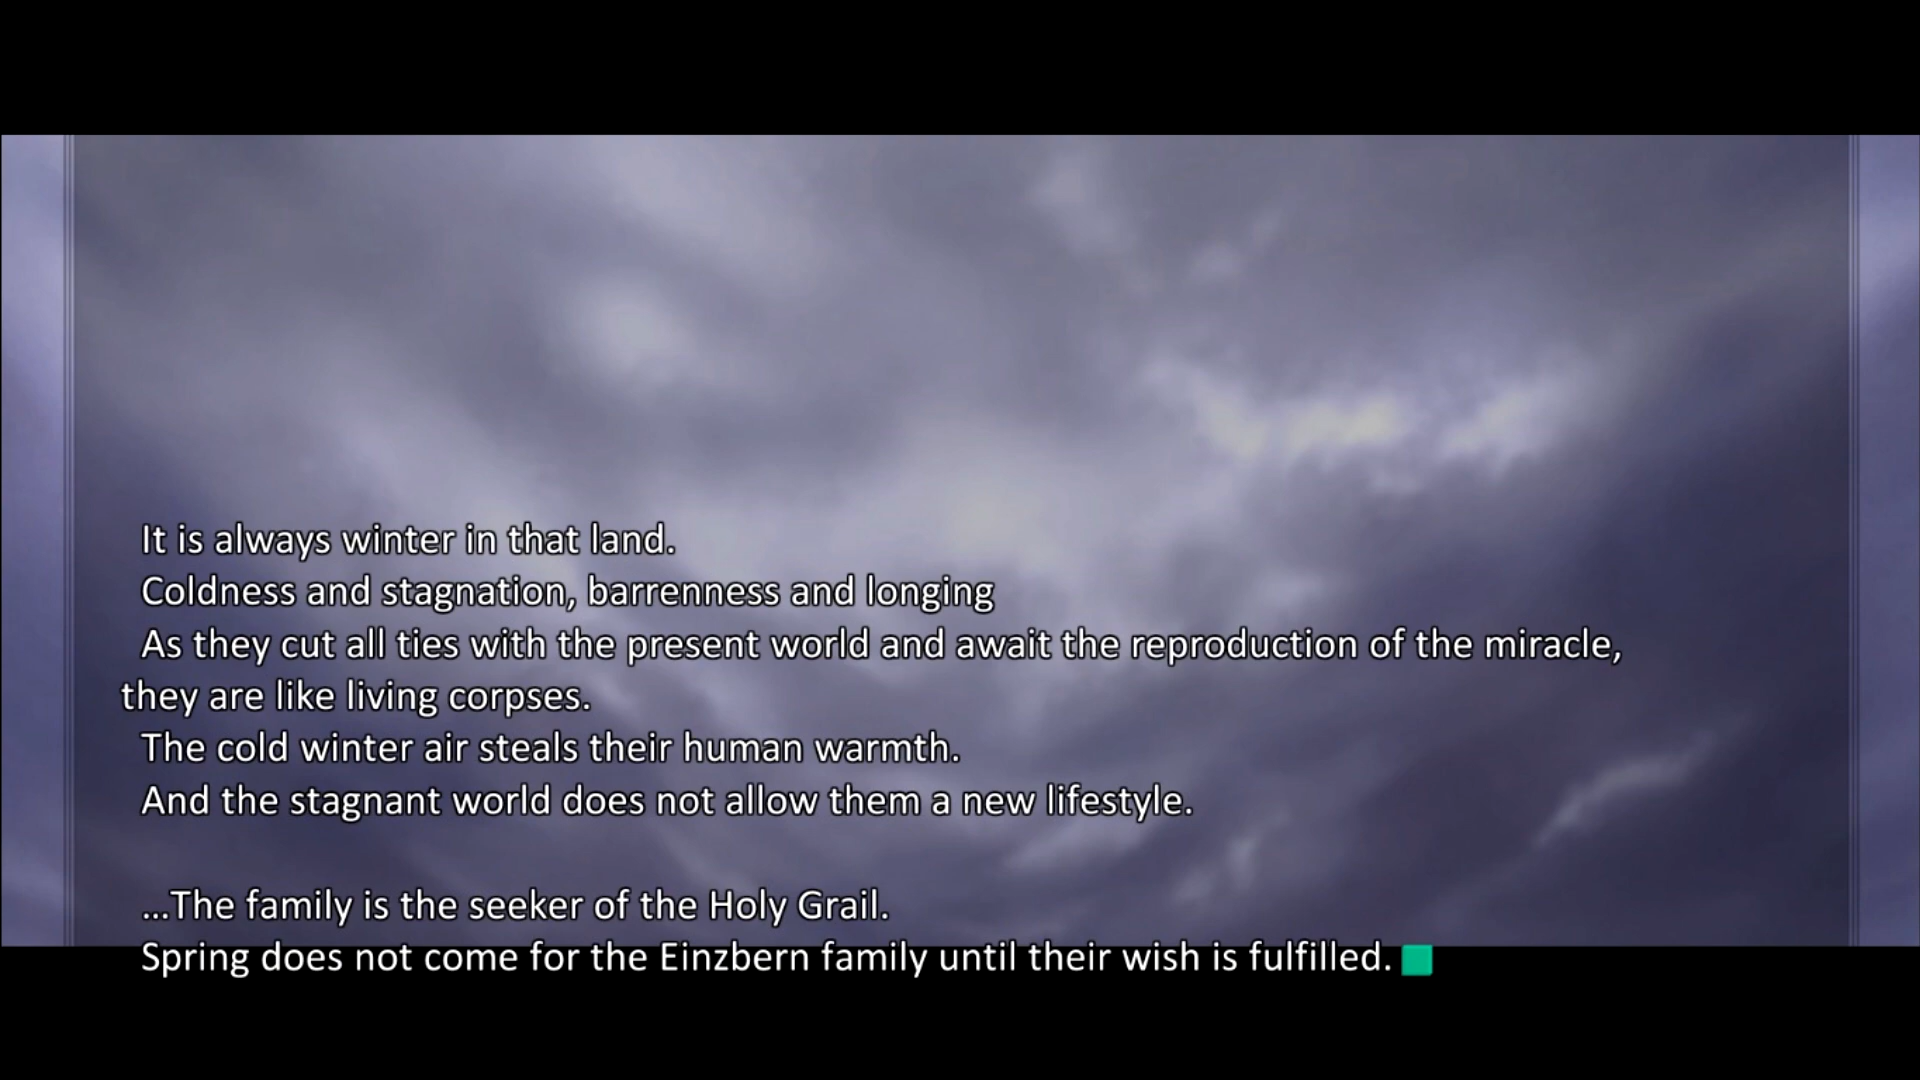 It is always winter in that land.
Coldness and stagnation, barrenness and longing
As they cut all ties with the present world and await the reproduction of the miracle,
they are like living corpses.
The cold winter air steals their human warmth.
And the stagnant world does not allow them a new lifestyle.
...The family is the seeker of the Holy Grail.
Spring does not come for the Einzbern family until their wish is fulfilled.